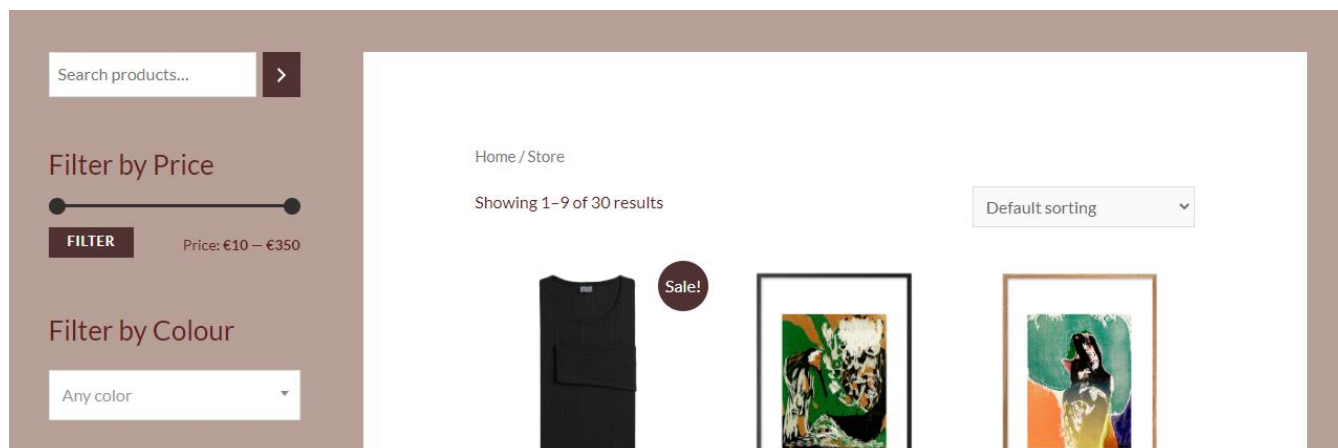 Search products...
Filter by Price
FILTER
Price: €10 — €350
Filter by Colour
Any color
Home / Store
Showing 1–9 of 30 results
Default sorting
Sale!